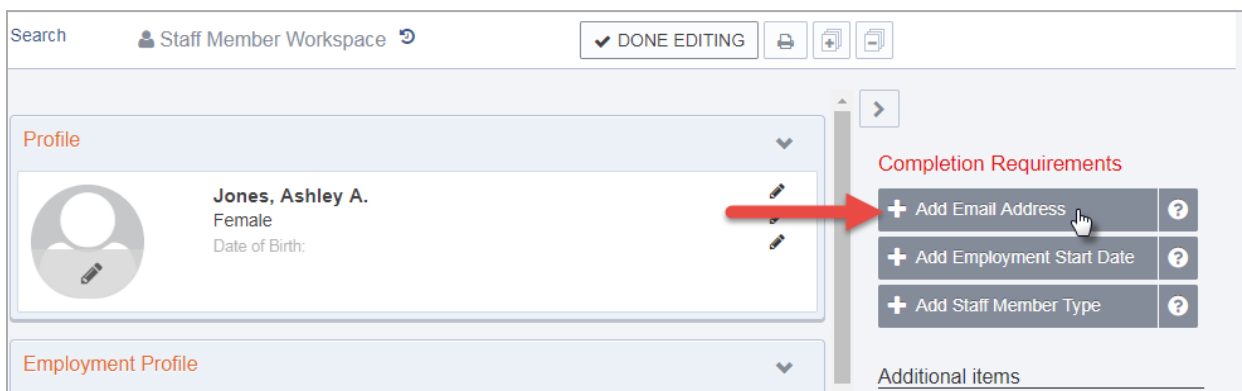 Search
Staff Member Workspace
DONE EDITING
Profile
Jones, Ashley A.
Female
Date of Birth:
Employment Profile
Completion Requirements
Add Email Address
Add Employment Start Date
Add Staff Member Type
Additional items